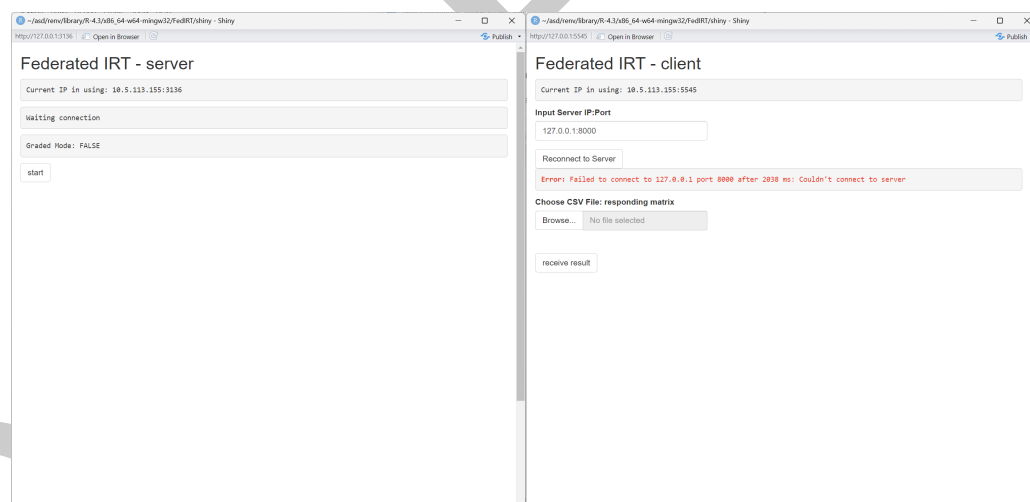 ~/asd/renv/library/R-4.3/x86_64-w64-mingw32/FedIRT/shiny - Shiny
http://127.0.0.1:3136 Open in Browser Publish
Federated IRT - server
Current IP in using: 10.5.113.155:3136
Waiting connection
Graded Mode: FALSE
start
~/asd/renv/library/R-4.3/x86_64-w64-mingw32/FedIRT/shiny - Shiny
http://127.0.0.1:5545 Open in Browser Publish
Federated IRT - client
Current IP in using: 10.5.113.155:5545
Input Server IP:Port
127.0.0.1:8000
Reconnect to Server
Error: Failed to connect to 127.0.0.1 port 8000 after 2038 ms: Couldn't connect to server
Choose CSV File: responding matrix
Browse... No file selected
receive result